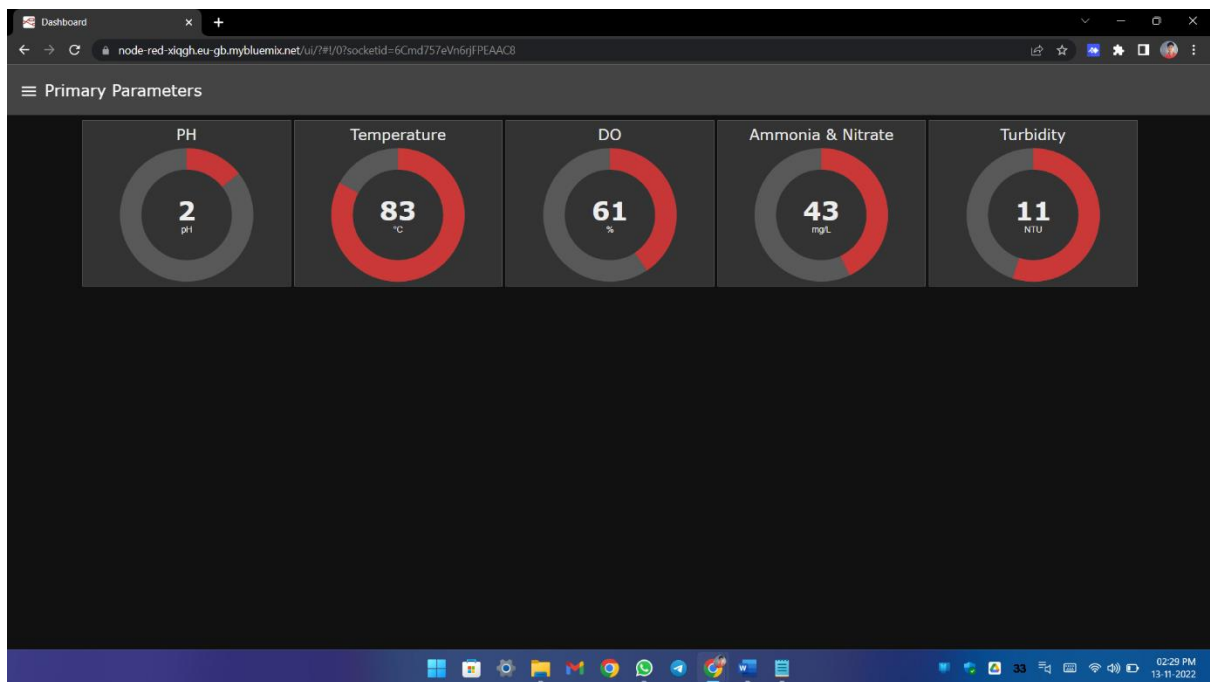 Dashboard
node-red-xiqgh.eu-gb.mybluemix.net/ui/?#!/0?socketid=6Cmd757eVn6rjFPEAAC8
Primary Parameters
PH
2
pH
Temperature
83
°C
DO
61
%
Ammonia & Nitrate
43
mg/L
Turbidity
11
NTU
33
02:29 PM
13-11-2022